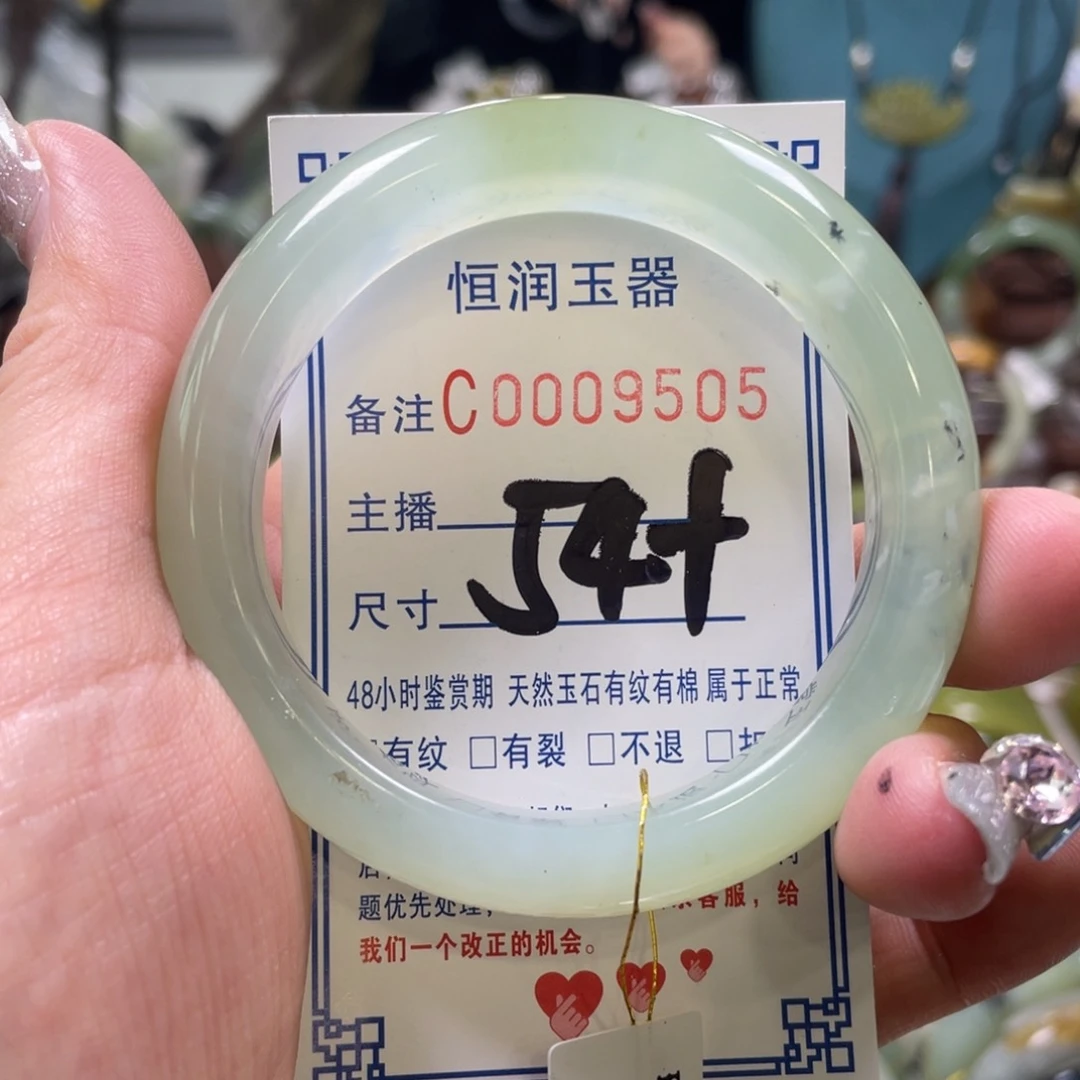 恒润玉器
备注C0009505
主播
尺寸 54.t
48小时鉴赏期 天然玉石有纹有棉 属于正常
□有纹 □有裂 □不退 □
题优先处理， 客服，给
我们一个改正的机会。